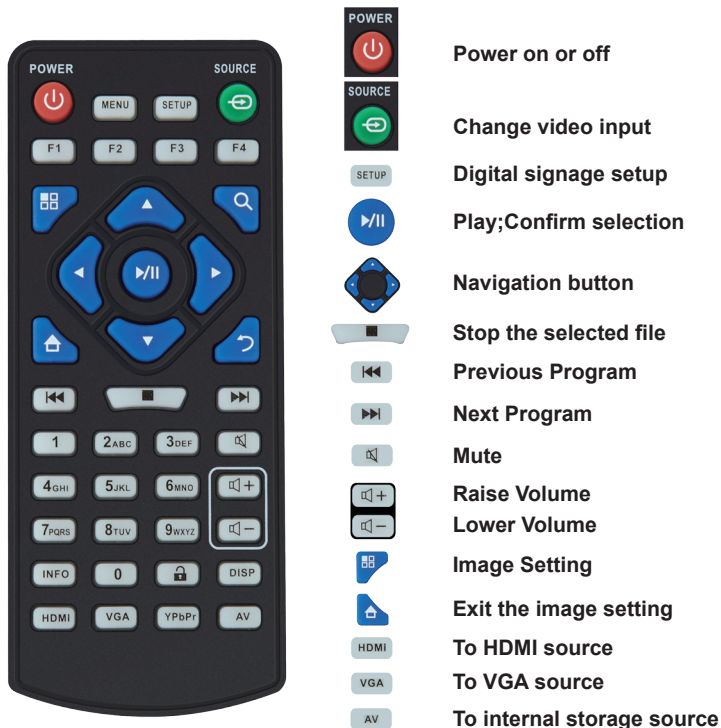 POWER SOURCE
MENU SETUP
F1 F2 F3 F4
1 2ABC 3DEF
4GHI 5JKL 6MNO +
7PQRS 8TUV 9WXYZ −
INFO 0 DISP
HDMI VGA YPbPr AV
POWER
Power on or off
SOURCE
Change video input
SETUP Digital signage setup
Play;Confirm selection
Navigation button
Stop the selected file
Previous Program
Next Program
Mute
+ Raise Volume
− Lower Volume
Image Setting
Exit the image setting
HDMI To HDMI source
VGA To VGA source
AV To internal storage source